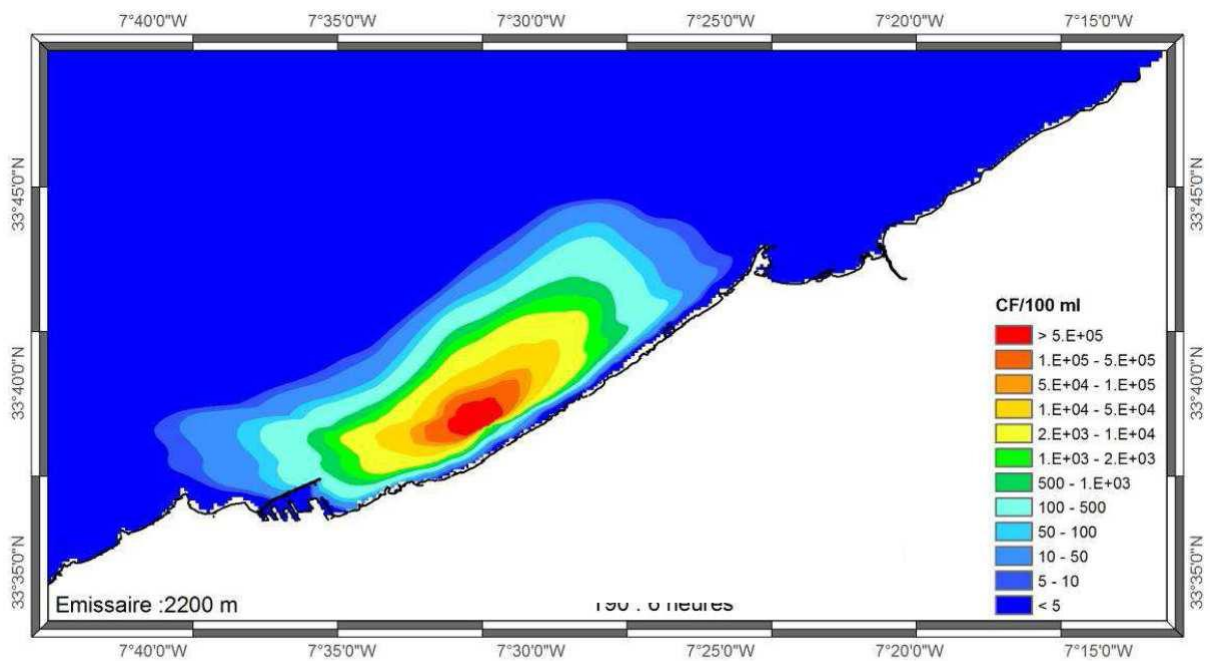 7°40'0"W 7°35'0"W 7°30'0"W 7°25'0"W 7°20'0"W 7°15'0"W
33°45'0"N 33°45'0"N
33°40'0"N 33°40'0"N
33°35'0"N 33°35'0"N
CF/100 ml
> 5.E+05
1.E+05 - 5.E+05
5.E+04 - 1.E+05
1.E+04 - 5.E+04
2.E+03 - 1.E+04
1.E+03 - 2.E+03
500 - 1.E+03
100 - 500
50 - 100
10 - 50
5 - 10
< 5
Emissaire :2200 m T90 : 6 heures
7°40'0"W 7°35'0"W 7°30'0"W 7°25'0"W 7°20'0"W 7°15'0"W